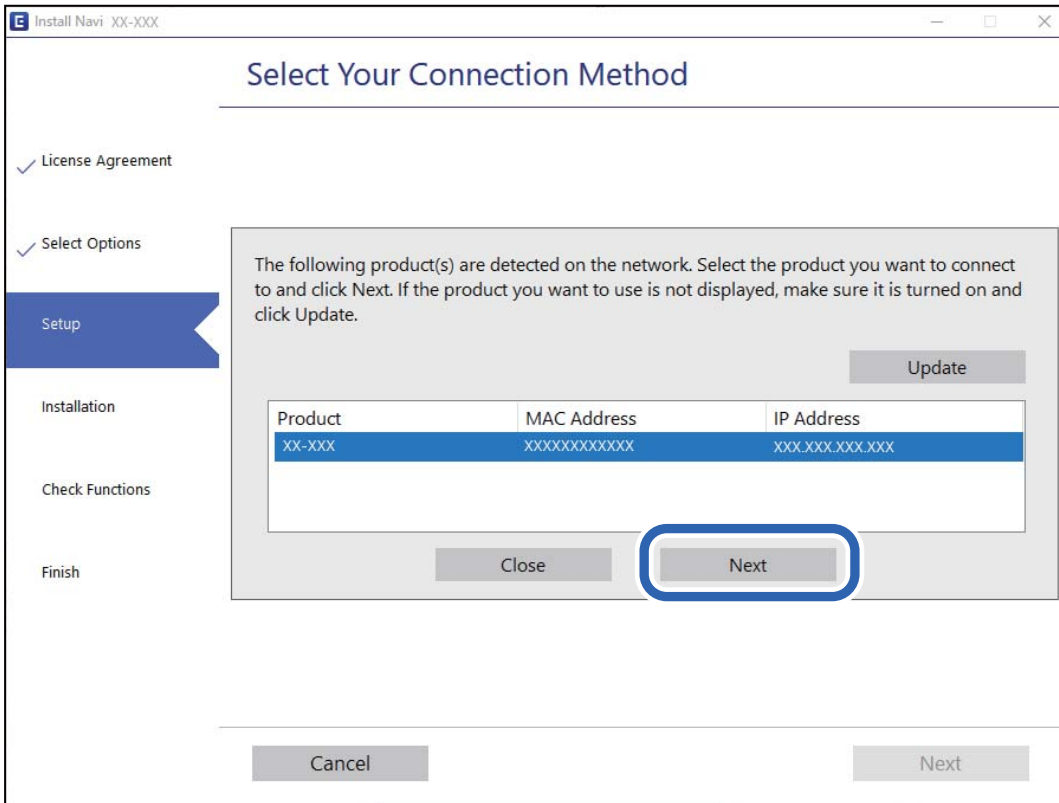 E Install Navi XX-XXX
Select Your Connection Method
License Agreement
Select Options
Setup
Installation
Check Functions
Finish
The following product(s) are detected on the network. Select the product you want to connect
to and click Next. If the product you want to use is not displayed, make sure it is turned on and
click Update.
Update
Product MAC Address IP Address
XX-XXX XXXXXXXXXXXX XXX.XXX.XXX.XXX
Close Next
Cancel Next